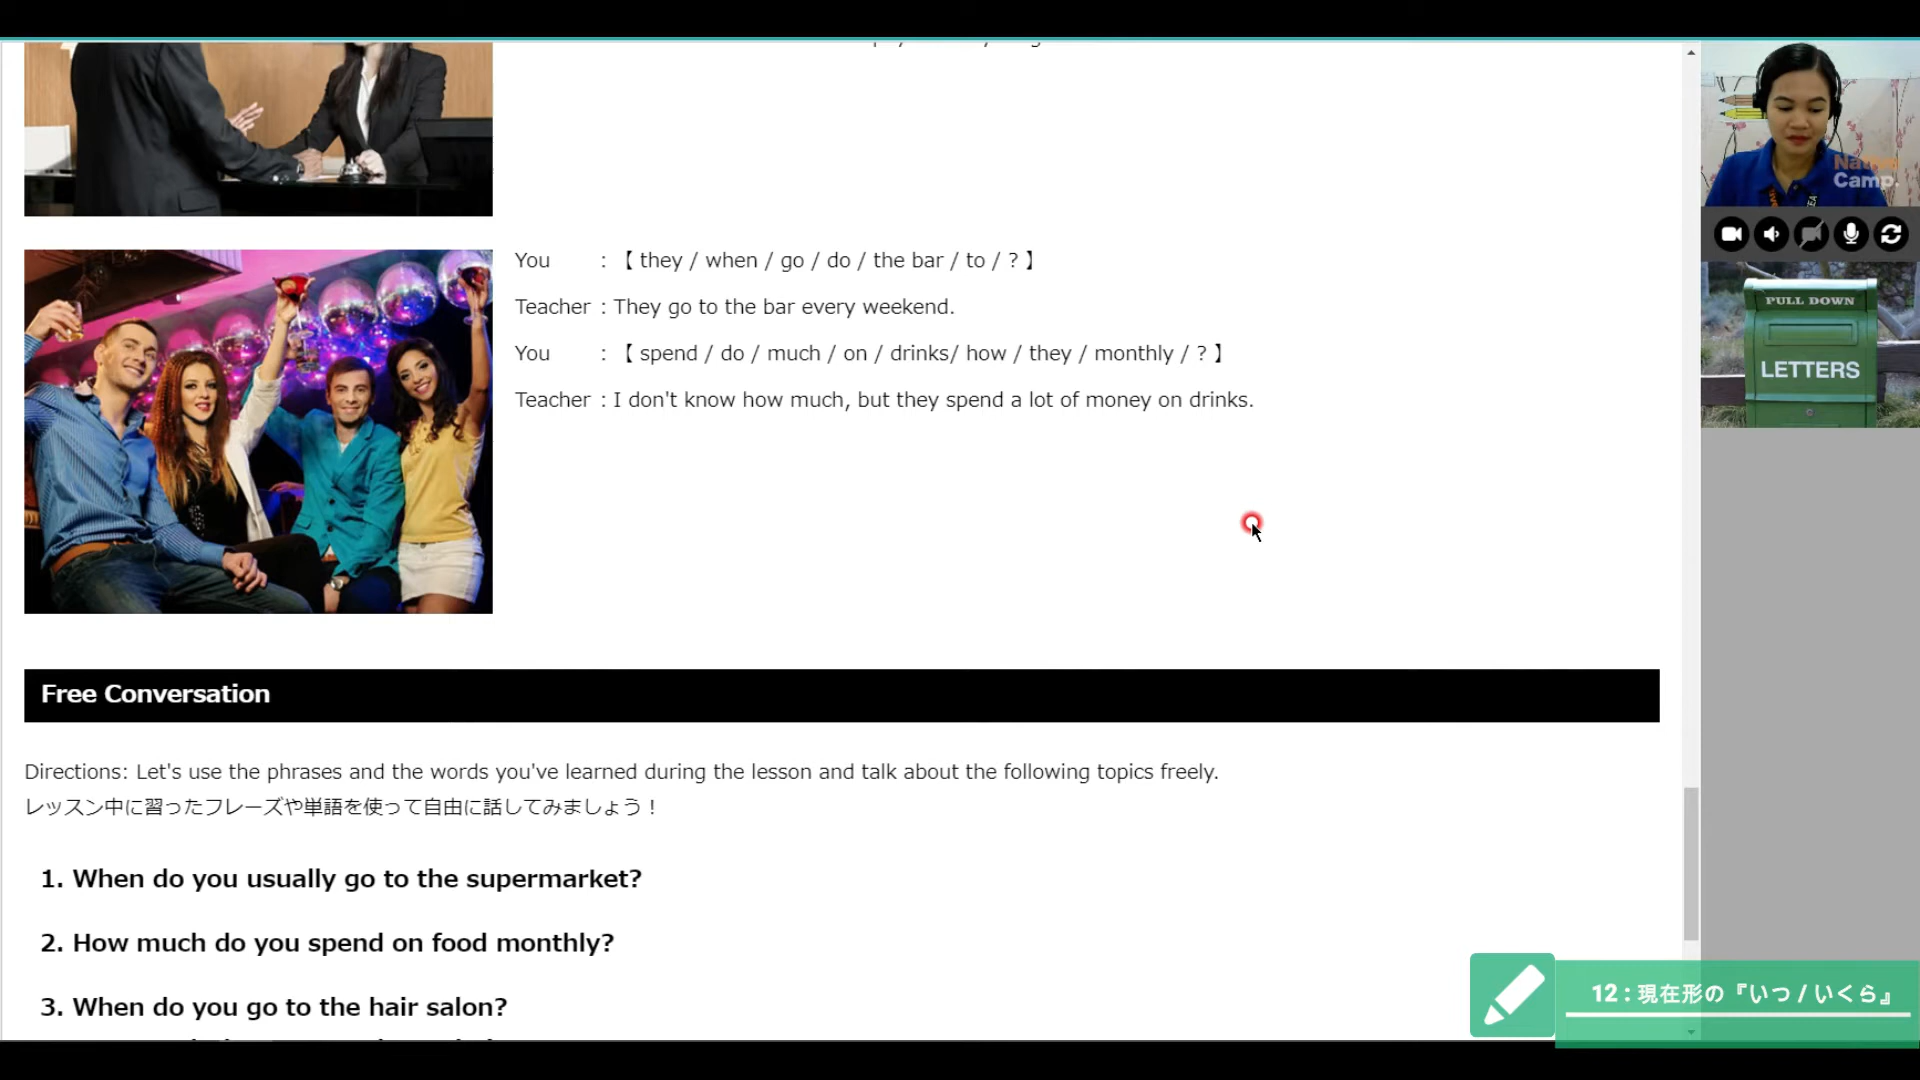 You : 【 they / when / go / do / the bar / to / ? 】
Teacher : They go to the bar every weekend.
You : 【 spend / do / much / on / drinks/ how / they / monthly / ? 】
Teacher : I don't know how much, but they spend a lot of money on drinks.
Free Conversation
Directions: Let's use the phrases and the words you've learned during the lesson and talk about the following topics freely.
レッスン中に習ったフレーズや単語を使って自由に話してみましょう！
1. When do you usually go to the supermarket?
2. How much do you spend on food monthly?
3. When do you go to the hair salon?
Camp.
PULL DOWN
LETTERS
12 : 現在形の『いつ / いくら』